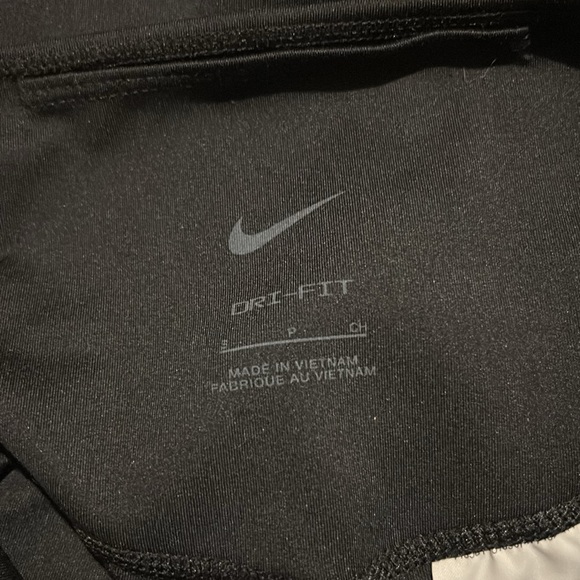 DRI-FIT
S P CH
MADE IN VIETNAM
FABRIQUE AU VIETNAM